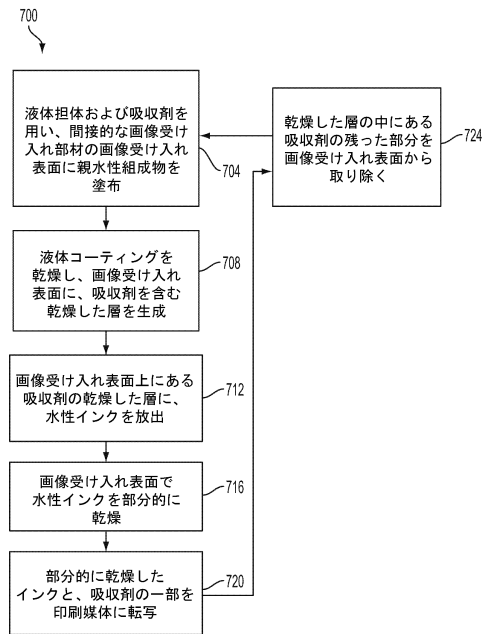 700
液体担体および吸収剤を
用い、間接的な画像受け
入れ部材の画像受け入れ
表面に親水性組成物を
塗布
704
液体コーティングを
乾燥し、画像受け入れ
表面に、吸収剤を含む
乾燥した層を生成
708
画像受け入れ表面上にある
吸収剤の乾燥した層に、
水性インクを放出
712
画像受け入れ表面で
水性インクを部分的に
乾燥
716
部分的に乾燥した
インクと、吸収剤の一部を
印刷媒体に転写
720
乾燥した層の中にある
吸収剤の残った部分を
画像受け入れ表面から
取り除く
724